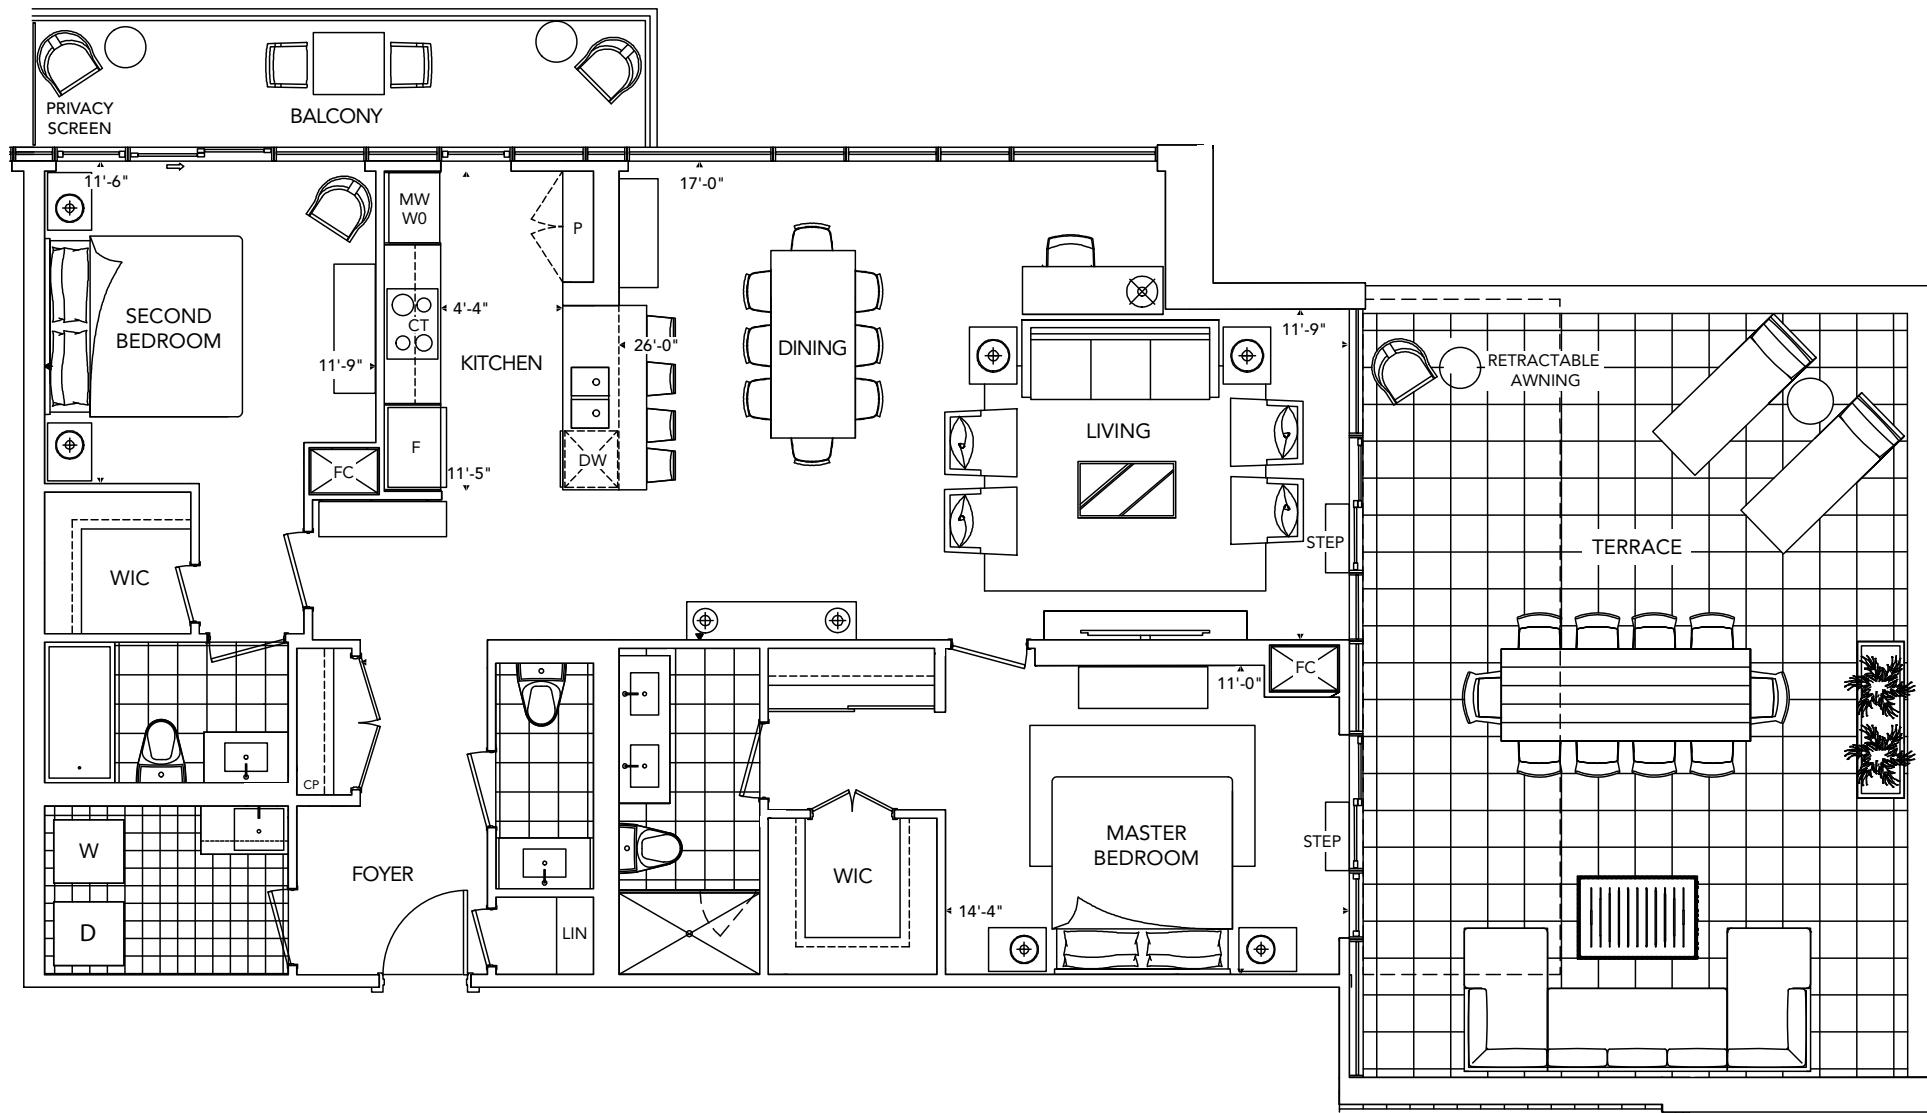 PRIVACY
SCREEN
BALCONY
11'-6"
17'-0"
MW
W0
P
SECOND
BEDROOM
4'-4"
CT
11'-9"
KITCHEN
26'-0"
DINING
11'-9"
RETRACTABLE
AWNING
LIVING
F
FC
11'-5"
DW
STEP
TERRACE
WIC
FC
11'-0"
CP
W
FOYER
WIC
MASTER
BEDROOM
STEP
D
LIN
14'-4"